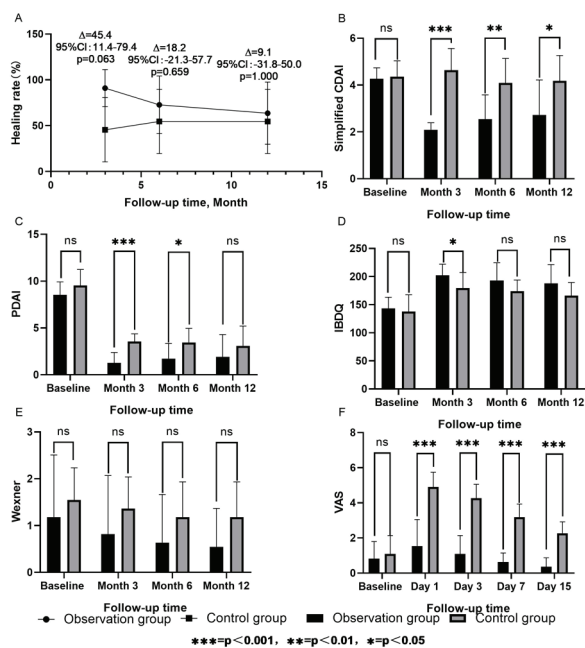 A
Δ=45.4
95%CI:11.4-79.4
p=0.063
Δ=18.2
95%CI:-21.3-57.7
p=0.659
Δ=9.1
95%CI:-31.8-50.0
p=1.000
Healing rate(%)
150
100
50
0
0 5 10 15
Follow-up time, Month
B
ns *** ** *
Simplified CDAI
6
4
2
0
Baseline Month 3 Month 6 Month 12
Follow-up time
C
ns *** * ns
PDAI
15
10
5
0
Baseline Month 3 Month 6 Month 12
Follow-up time
D
ns * ns ns
IBDQ
250
200
150
100
50
0
Baseline Month 3 Month 6 Month 12
Follow-up time
E
ns ns ns ns
Wexner
3
2
1
0
Baseline Month 3 Month 6 Month 12
Follow-up time
F
ns *** *** *** ***
VAS
8
6
4
2
0
Baseline Day 1 Day 3 Day 7 Day 15
Follow-up time
Observation group Control group Observation group Control group
***=p<0.001, **=p<0.01, *=p<0.05